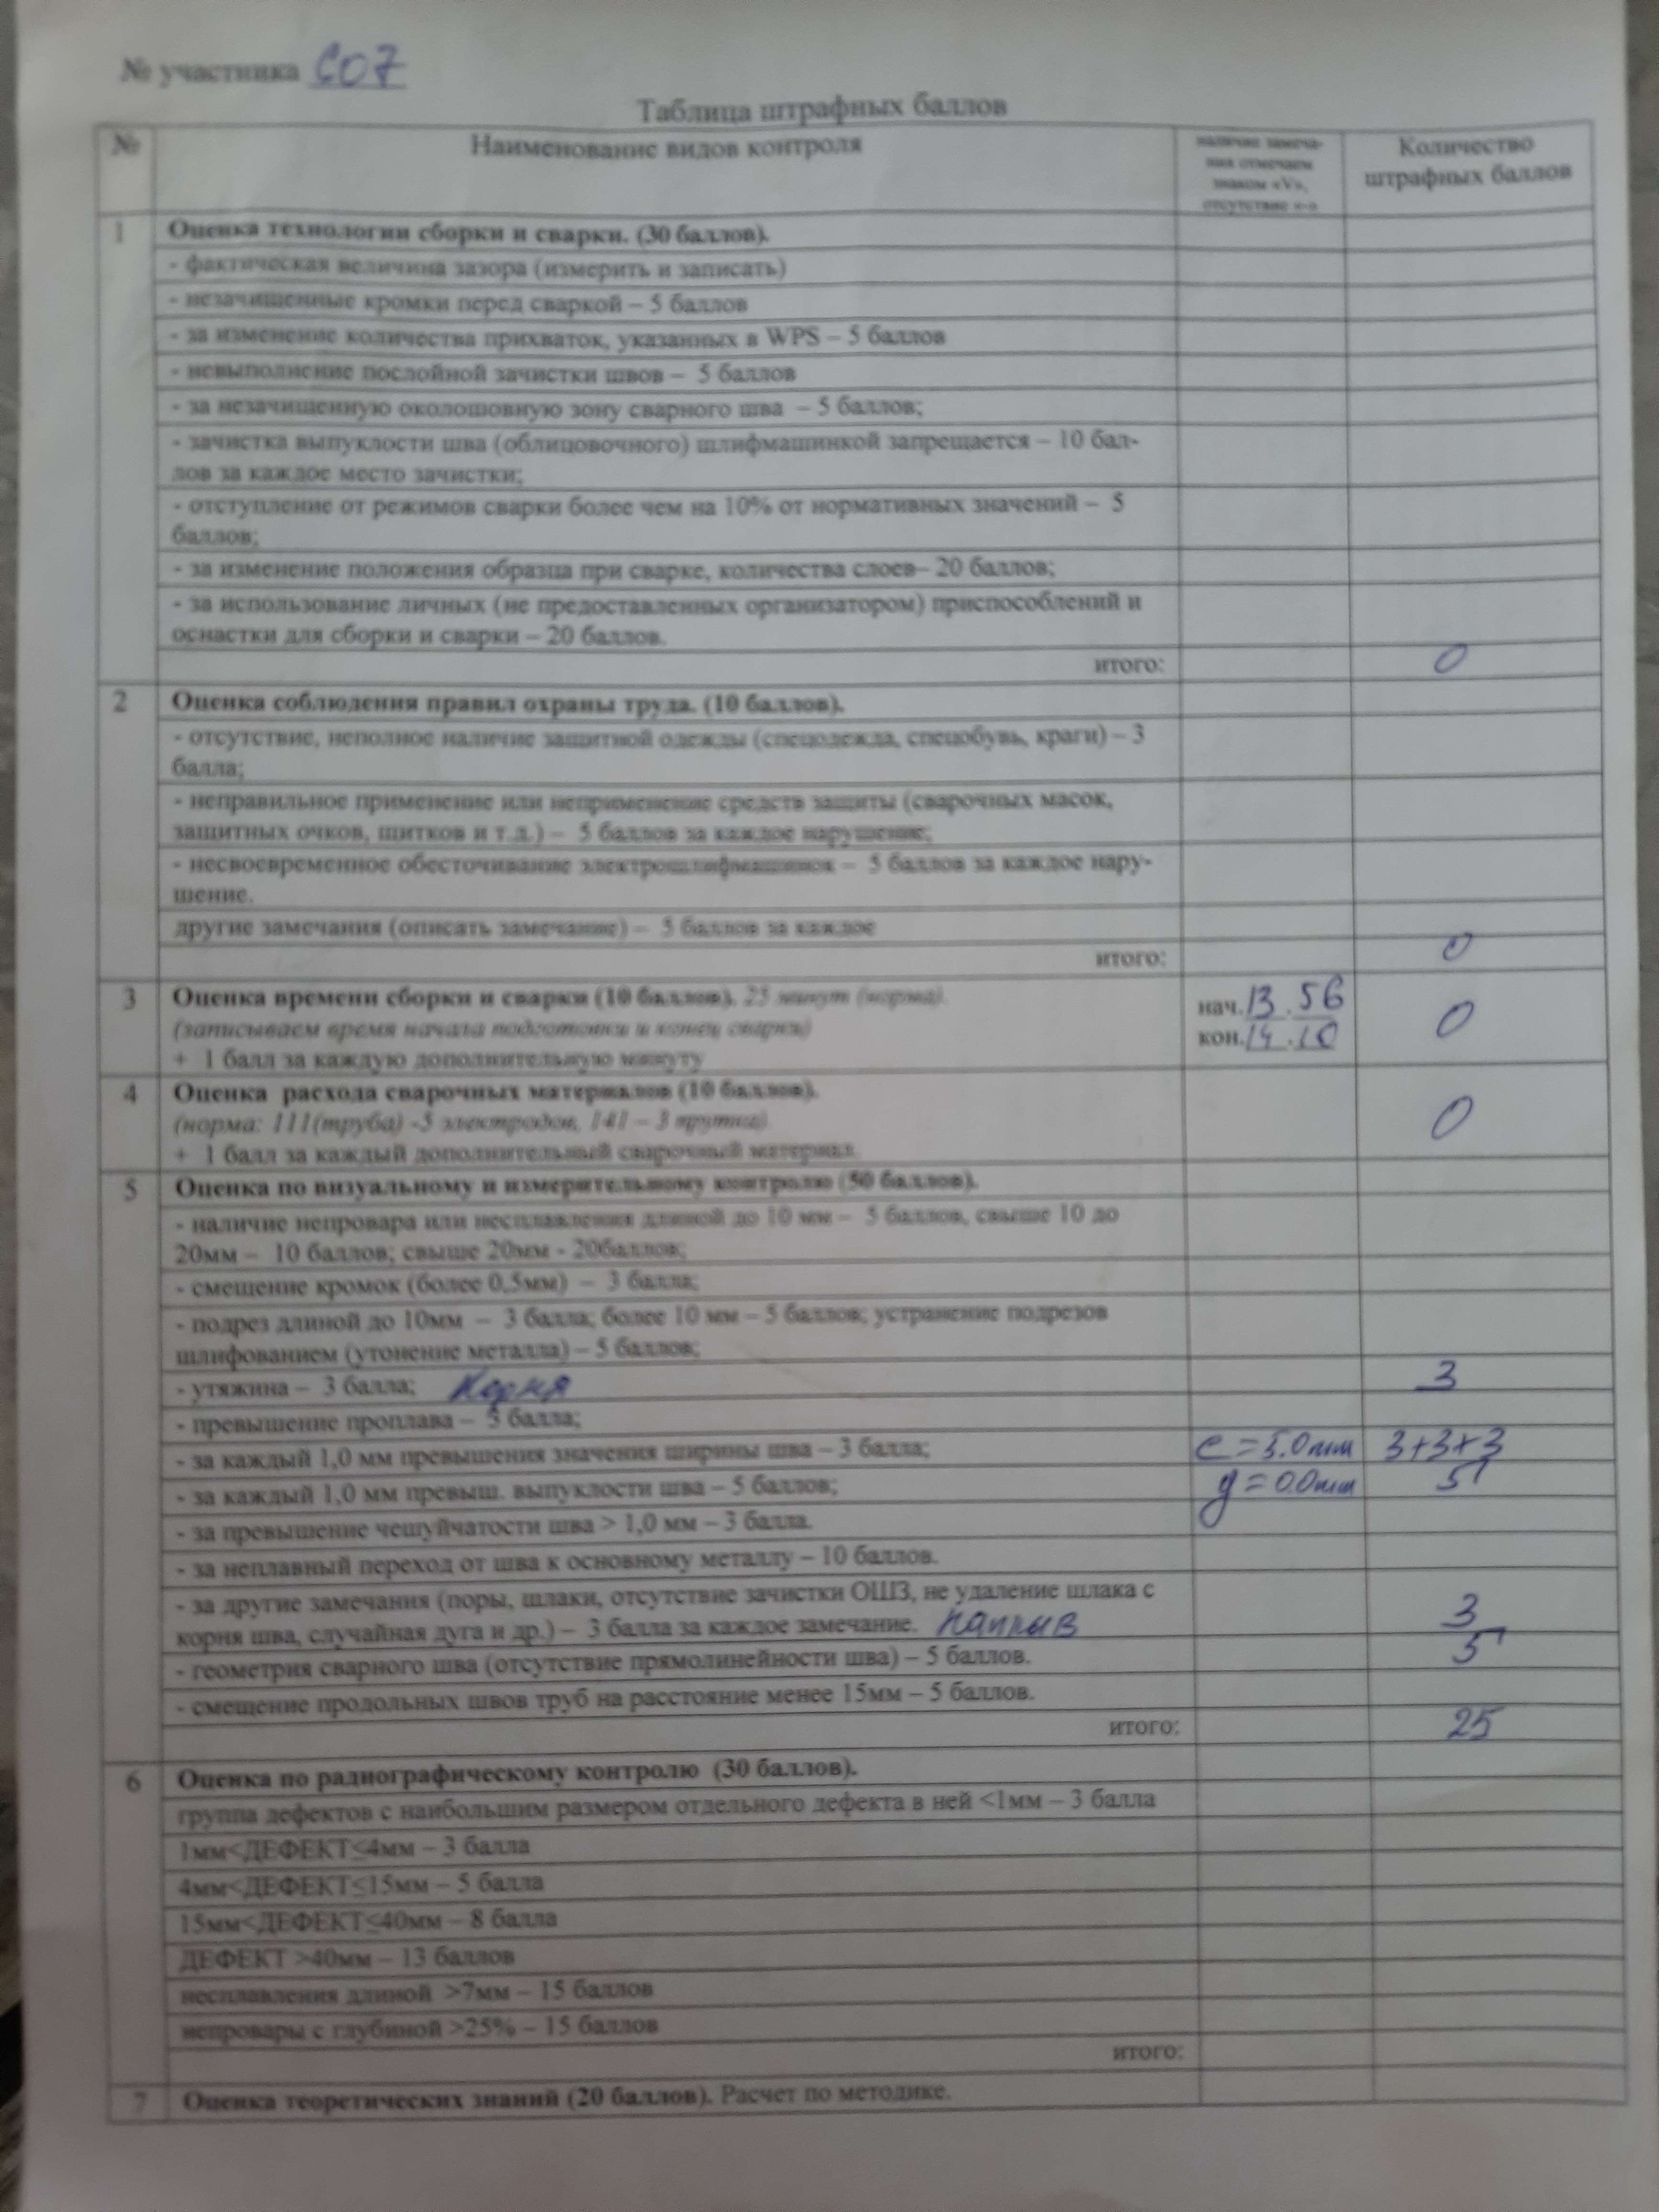 № участника С07
Таблица штрафных баллов
№
Наименование видов контроля
наличие замеча-
ния отмечаем
знаком «V»,
отсутствие «-»
Количество
штрафных баллов
1
Оценка технологии сборки и сварки. (30 баллов).
- фактическая величина зазора (измерить и записать)
- незачищенные кромки перед сваркой – 5 баллов
- за изменение количества прихваток, указанных в WPS – 5 баллов
- невыполнение послойной зачистки швов – 5 баллов
- за незачищенную околошовную зону сварного шва – 5 баллов;
- зачистка выпуклости шва (облицовочного) шлифмашинкой запрещается – 10 бал-
лов за каждое место зачистки;
- отступление от режимов сварки более чем на 10% от нормативных значений – 5
баллов;
- за изменение положения образца при сварке, количества слоев– 20 баллов;
- за использование личных (не предоставленных организатором) приспособлений и
оснастки для сборки и сварки – 20 баллов.
итого: 0
2
Оценка соблюдения правил охраны труда. (10 баллов).
- отсутствие, неполное наличие защитной одежды (спецодежда, спецобувь, краги) – 3
балла;
- неправильное применение или неприменение средств защиты (сварочных масок,
защитных очков, щитков и т.д.) – 5 баллов за каждое нарушение;
- несвоевременное обесточивание электрошлифмашинок – 5 баллов за каждое нару-
шение.
другие замечания (описать замечание) – 5 баллов за каждое
итого: 0
3
Оценка времени сборки и сварки (10 баллов). 25 минут (норма).
(записываем время начала подготовки и конец сварки)
+ 1 балл за каждую дополнительную минуту
нач. 13.56
кон. 14.10
0
4
Оценка расхода сварочных материалов (10 баллов).
(норма: 111(труба) -5 электродов, 141 – 3 прутка).
+ 1 балл за каждый дополнительный сварочный материал.
0
5
Оценка по визуальному и измерительному контролю (50 баллов).
- наличие непровара или несплавления длиной до 10 мм – 5 баллов, свыше 10 до
20мм – 10 баллов; свыше 20мм - 20баллов;
- смещение кромок (более 0,5мм) – 3 балла;
- подрез длиной до 10мм – 3 балла; более 10 мм – 5 баллов; устранение подрезов
шлифованием (утонение металла) – 5 баллов;
- утяжина – 3 балла; корня 3
- превышение проплава – 3 балла;
- за каждый 1,0 мм превышения значения ширины шва – 3 балла; e = 5.0мм 3+3+3
- за каждый 1,0 мм превыш. выпуклости шва – 5 баллов; g = 0.0мм 5
- за превышение чешуйчатости шва > 1,0 мм – 3 балла.
- за неплавный переход от шва к основному металлу – 10 баллов.
- за другие замечания (поры, шлаки, отсутствие зачистки ОШЗ, не удаление шлака с
корня шва, случайная дуга и др.) – 3 балла за каждое замечание. наплыв 3
- геометрия сварного шва (отсутствие прямолинейности шва) – 5 баллов. 5
- смещение продольных швов труб на расстояние менее 15мм – 5 баллов.
итого: 25
6
Оценка по радиографическому контролю (30 баллов).
группа дефектов с наибольшим размером отдельного дефекта в ней <1мм – 3 балла
1мм<ДЕФЕКТ≤4мм – 3 балла
4мм<ДЕФЕКТ≤15мм – 5 балла
15мм<ДЕФЕКТ≤40мм – 8 балла
ДЕФЕКТ >40мм – 13 баллов
несплавления длиной >7мм – 15 баллов
непровары с глубиной >25% – 15 баллов
итого:
7
Оценка теоретических знаний (20 баллов). Расчет по методике.